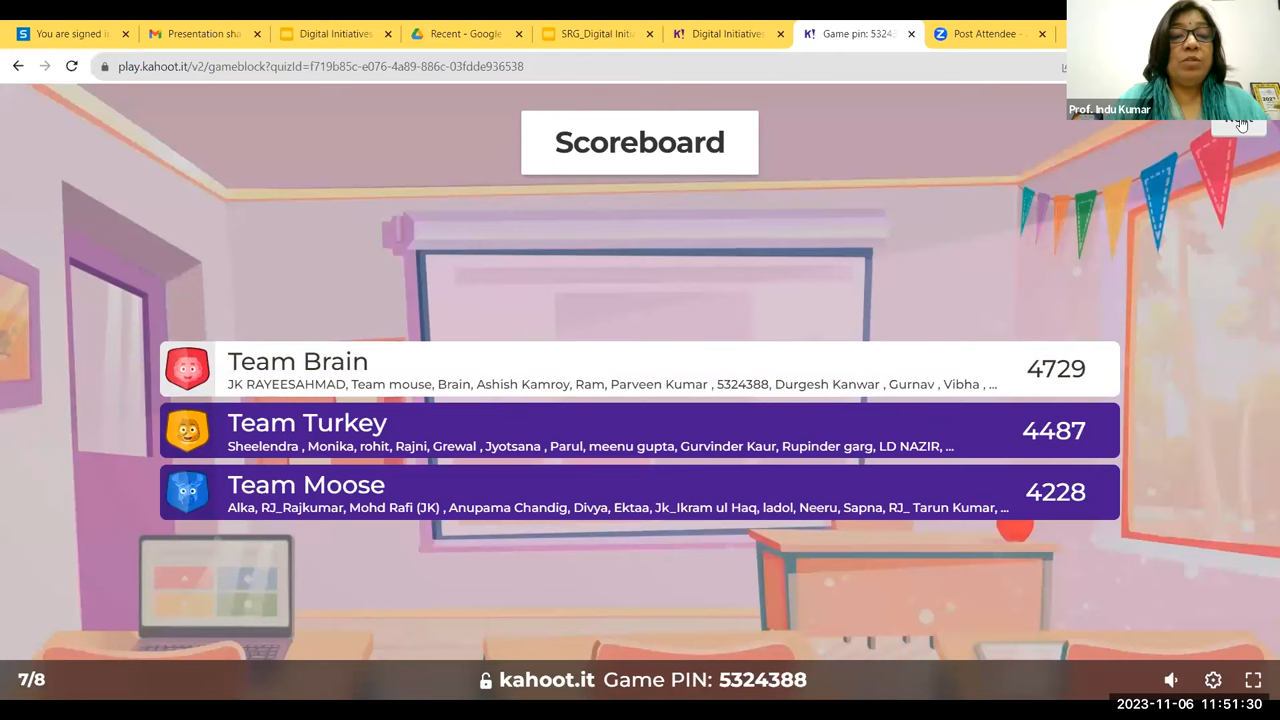 You are signed i
Presentation sha
Digital Initiatives
Recent - Google
SRG_Digital Initi
Digital Initiatives
Game pin: 5324
Post Attendee -
play.kahoot.it/v2/gameblock?quizId=f719b85c-e076-4a89-886c-03fdde936538
Prof. Indu Kumar
Scoreboard
Team Brain
JK RAYEESAHMAD, Team mouse, Brain, Ashish Kamroy, Ram, Parveen Kumar , 5324388, Durgesh Kanwar , Gurnav , Vibha , ...
4729
Team Turkey
Sheelendra , Monika, rohit, Rajni, Grewal , Jyotsana , Parul, meenu gupta, Gurvinder Kaur, Rupinder garg, LD NAZIR, ...
4487
Team Moose
Alka, RJ_Rajkumar, Mohd Rafi (JK) , Anupama Chandig, Divya, Ektaa, Jk_Ikram ul Haq, ladol, Neeru, Sapna, RJ_ Tarun Kumar, ...
4228
7/8
kahoot.it Game PIN: 5324388
2023-11-06 11:51:30